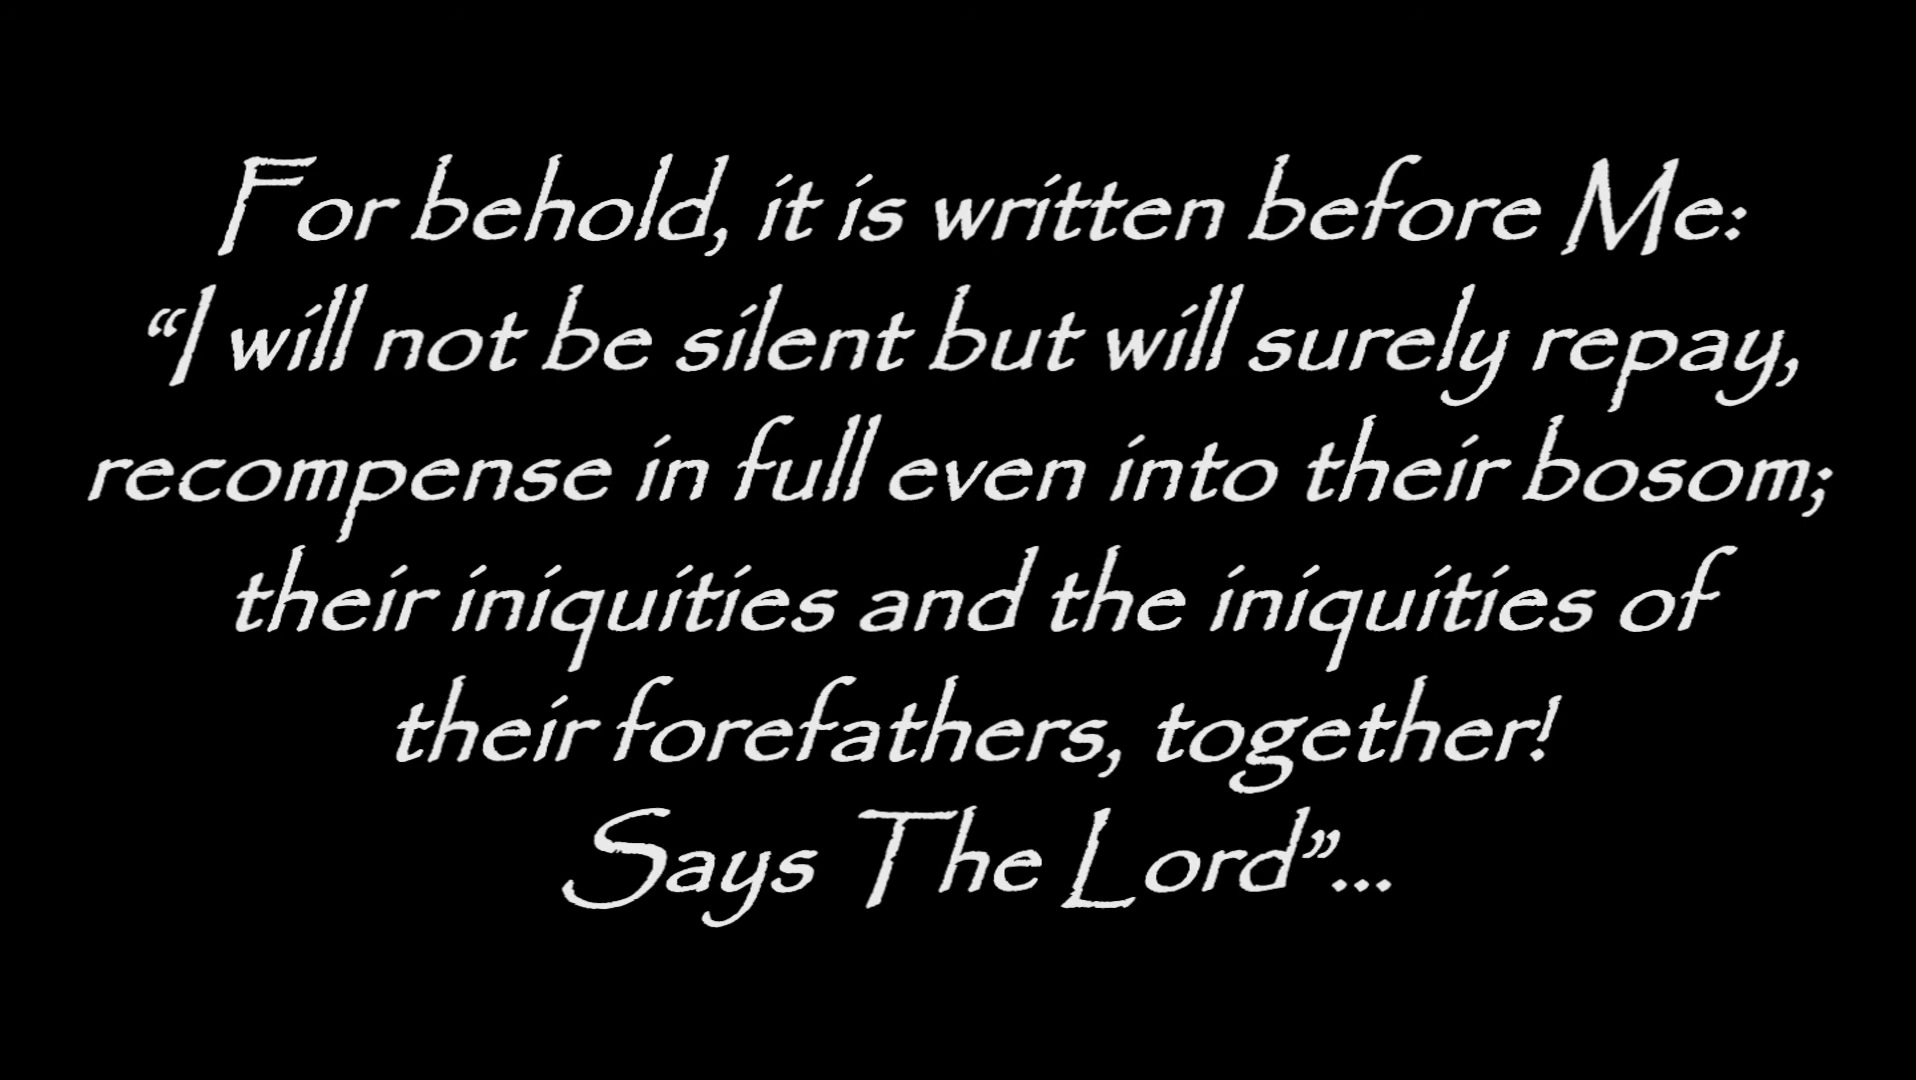 For behold, it is written before Me:
“I will not be silent but will surely repay,
recompense in full even into their bosom;
their iniquities and the iniquities of
their forefathers, together!
Says The Lord”...